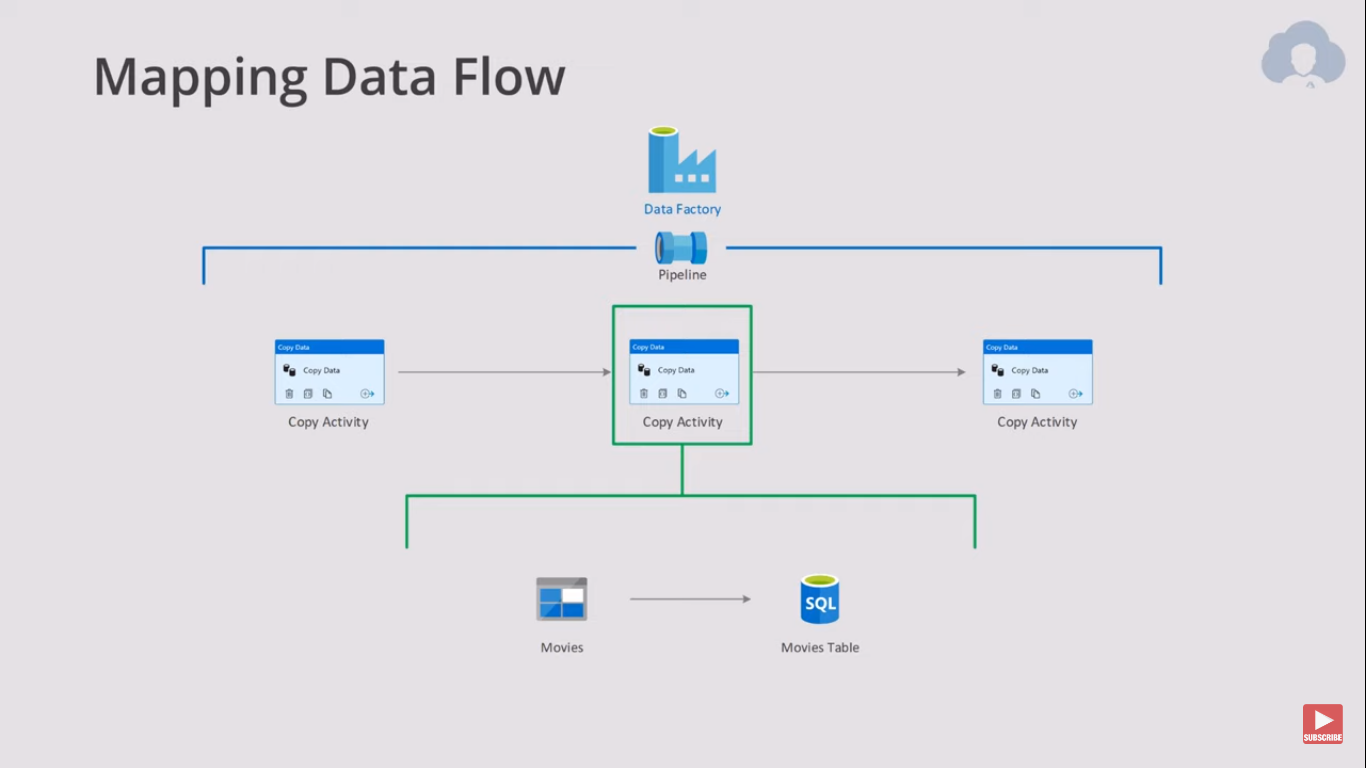 Mapping Data Flow
Data Factory
Pipeline
Copy Data
Copy Data
Copy Activity
Copy Data
Copy Data
Copy Activity
Copy Data
Copy Data
Copy Activity
SQL
Movies
Movies Table
SUBSCRIBE